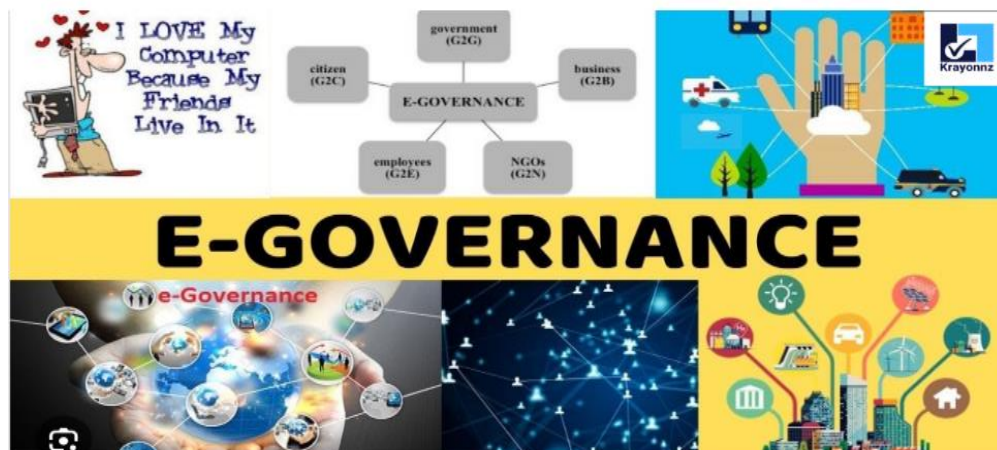 I LOVE My
Computer
Because My
Friends
Live In It
government
(G2G)
citizen
(G2C)
business
(G2B)
E-GOVERNANCE
employees
(G2E)
NGOs
(G2N)
Krayonnz
E-GOVERNANCE
e-Governance